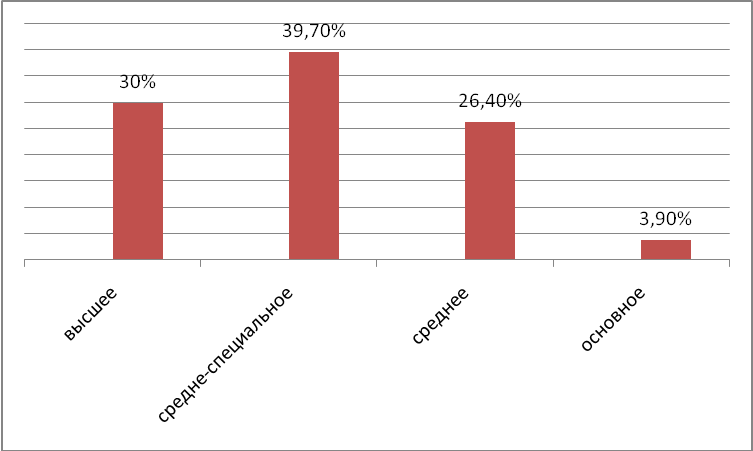 39,70%
30%
26,40%
3,90%
высшее
средне-специальное
среднее
основное